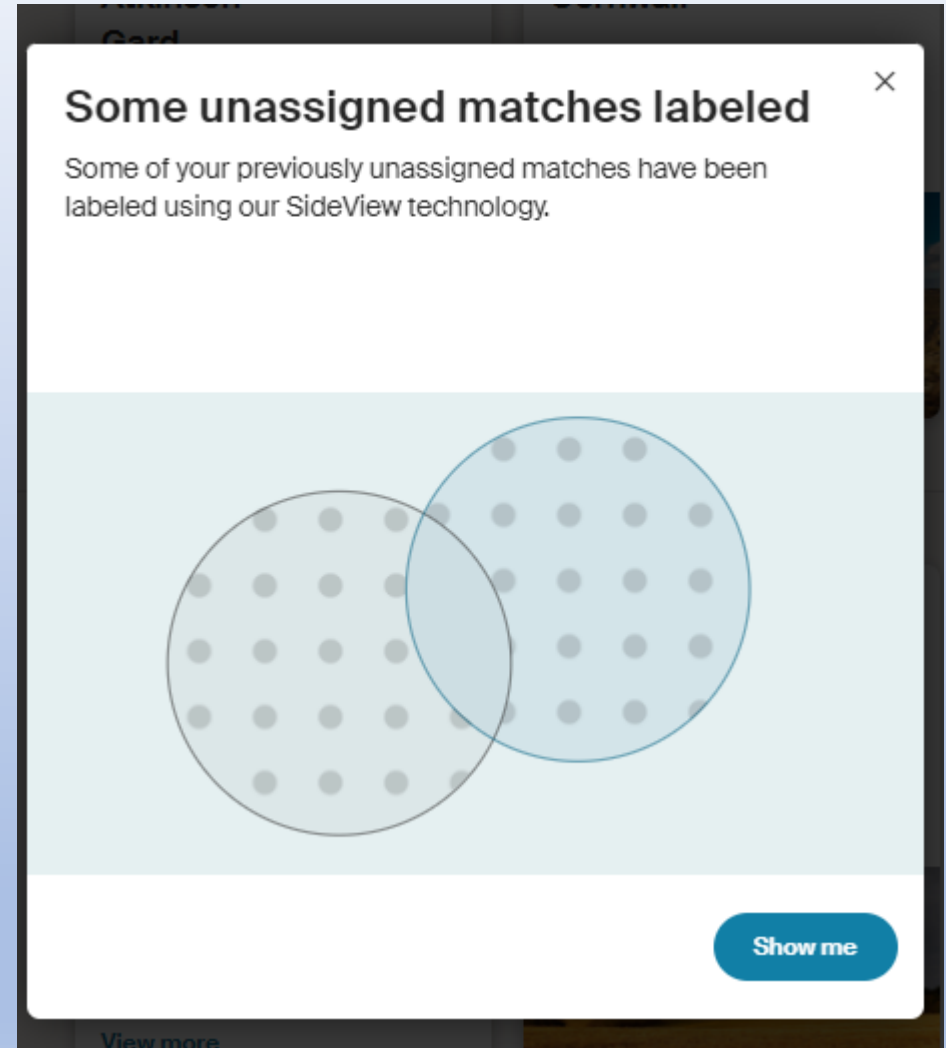 Gard
Some unassigned matches labeled
Some of your previously unassigned matches have been
labeled using our SideView technology.
Show me
View more